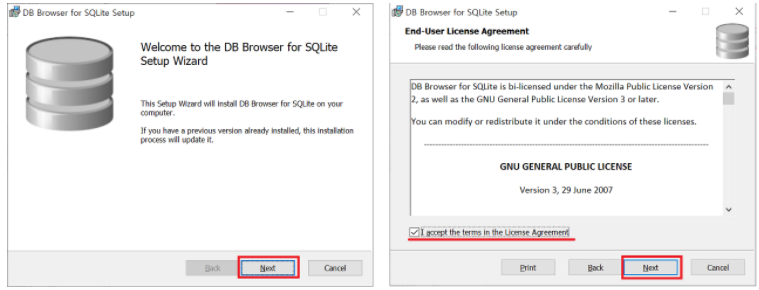 DB Browser for SQLite Setup
Welcome to the DB Browser for SQLite
Setup Wizard
This Setup Wizard will install DB Browser for SQLite on your
computer.
If you have a previous version already installed, this installation
process will update it.
Back
Next
Cancel
DB Browser for SQLite Setup
End-User License Agreement
Please read the following license agreement carefully
DB Browser for SQLite is bi-licensed under the Mozilla Public License Version
2, as well as the GNU General Public License Version 3 or later.
You can modify or redistribute it under the conditions of these licenses.
GNU GENERAL PUBLIC LICENSE
Version 3, 29 June 2007
I accept the terms in the License Agreement
Print
Back
Next
Cancel